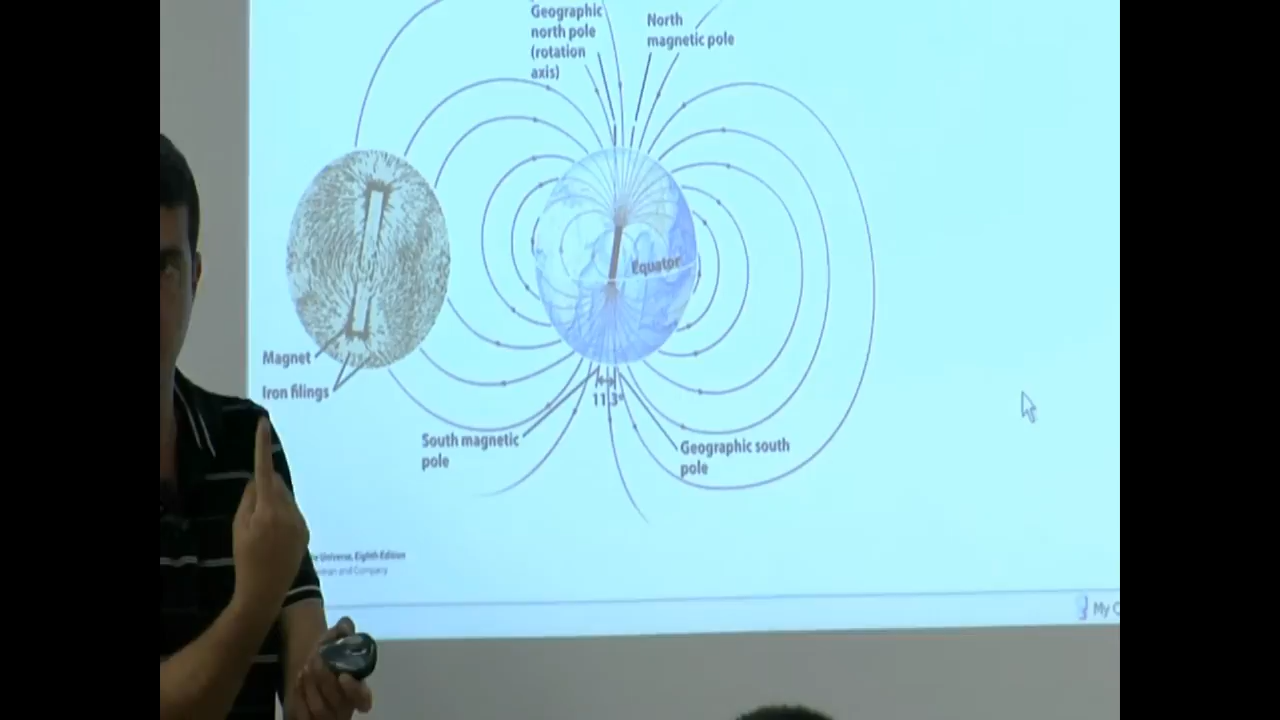 Geographic
north pole
(rotation
axis)
North
magnetic pole
Equator
Magnet
Iron filings
11.3°
South magnetic
pole
Geographic south
pole
Universe, Eighth Edition
and Company
My